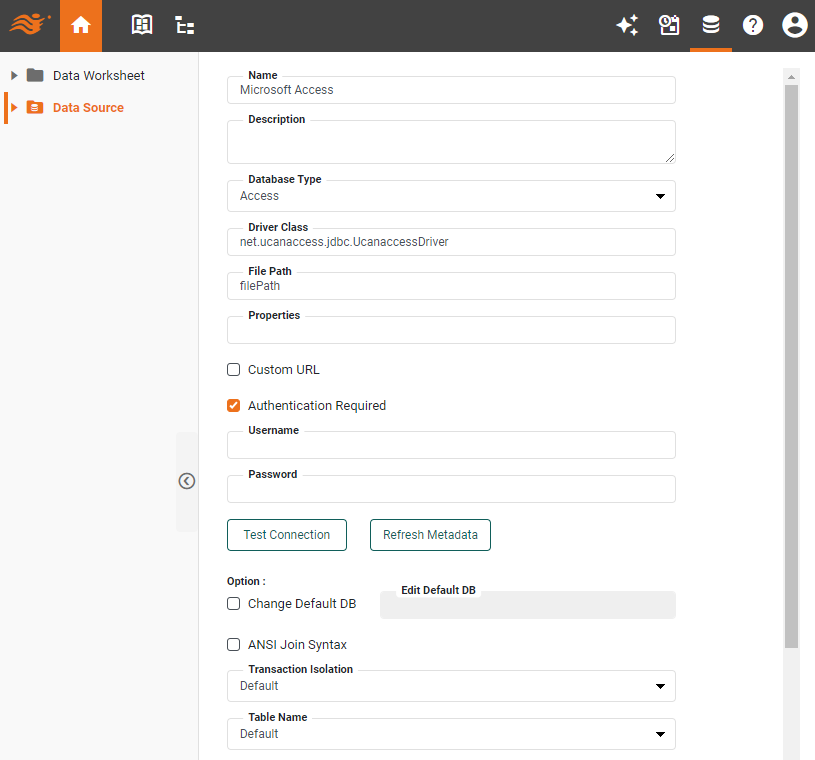 Data Worksheet
Data Source
Name
Microsoft Access
Description
Database Type
Access
Driver Class
net.ucanaccess.jdbc.UcanaccessDriver
File Path
filePath
Properties
Custom URL
Authentication Required
Username
Password
Test Connection Refresh Metadata
Option :
Edit Default DB
Change Default DB
ANSI Join Syntax
Transaction Isolation
Default
Table Name
Default